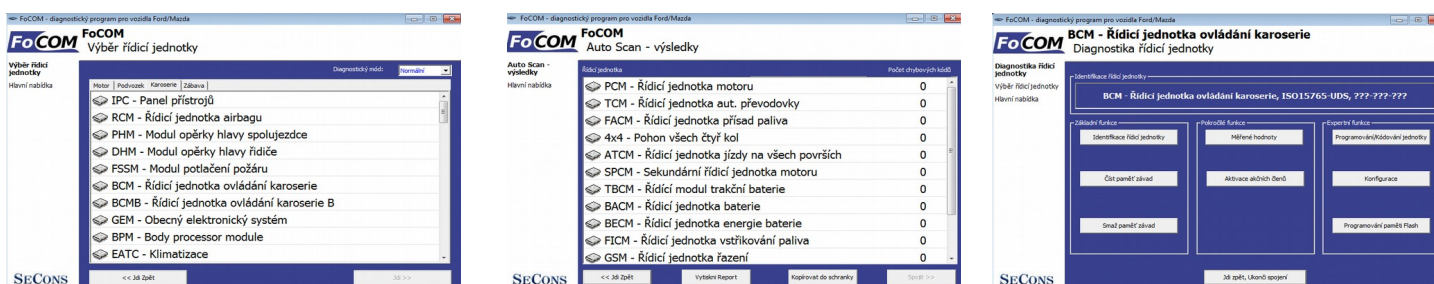 FoCOM - diagnostický program pro vozidla Ford/Mazda
FoCOM
FoCOM
Výběr řídicí jednotky
Výběr řídicí
jednotky
Hlavní nabídka
Diagnostický mód:
Normální
Motor
Podvozek
Karoserie
Zábava
IPC - Panel přístrojů
RCM - Řídicí jednotka airbagu
PHM - Modul opěrky hlavy spolujezdce
DHM - Modul opěrky hlavy řidiče
FSSM - Modul potlačení požáru
BCM - Řídicí jednotka ovládání karoserie
BCMB - Řídicí jednotka ovládání karoserie B
GEM - Obecný elektronický systém
BPM - Body processor module
EATC - Klimatizace
SECONS
<< Jdi Zpět
Jdi >>
FoCOM - diagnostický program pro vozidla Ford/Mazda
FoCOM
FoCOM
Auto Scan - výsledky
Auto Scan -
výsledky
Hlavní nabídka
Řídicí jednotka
Počet chybových kódů
PCM - Řídicí jednotka motoru 0
TCM - Řídicí jednotka aut. převodovky 0
FACM - Řídicí jednotka přísad paliva 0
4x4 - Pohon všech čtyř kol 0
ATCM - Řídicí jednotka jízdy na všech površích 0
SPCM - Sekundární řídicí jednotka motoru 0
TBCM - Řídící modul trakční baterie 0
BACM - Řídicí jednotka baterie 0
BECM - Řídicí jednotka energie baterie 0
FICM - Řídicí jednotka vstřikování paliva 0
GSM - Řídicí jednotka řazení 0
SECONS
<< Jdi Zpět
Vytiskni Report
Kopírovat do schranky
Spojit >>
FoCOM - diagnostický program pro vozidla Ford/Mazda
FoCOM
BCM - Řídicí jednotka ovládání karoserie
Diagnostika řídicí jednotky
Diagnostika řídicí
jednotky
Výběr řídicí jednotky
Hlavní nabídka
Identifikace řídicí jednotky
BCM - Řídicí jednotka ovládání karoserie, ISO15765-UDS, ???-???-???
Základní funkce
Pokročilé funkce
Expertní funkce
Identifikace řídicí jednotky
Měřené hodnoty
Programování/Kódování jednotky
Číst paměť závad
Aktivace akčních členů
Konfigurace
Smaž paměť závad
Programování paměti Flash
SECONS
Jdi zpět, Ukonči spojení